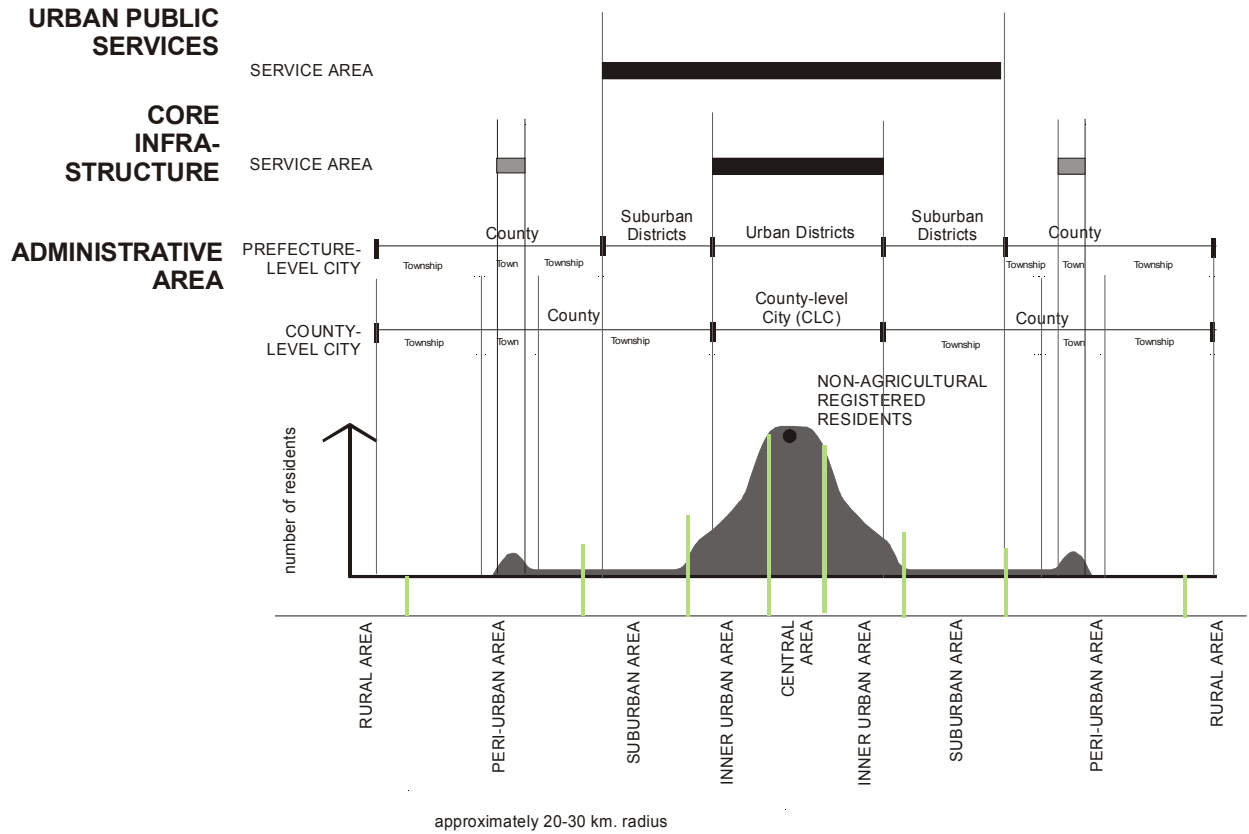 URBAN PUBLIC
SERVICES
SERVICE AREA
CORE
INFRA-
STRUCTURE
SERVICE AREA
ADMINISTRATIVE
AREA
PREFECTURE-
LEVEL CITY
County
Suburban
Districts
Urban Districts
Suburban
Districts
County
Township
Town
Township
Township
Town
Township
COUNTY-
LEVEL CITY
County
County-level
City (CLC)
County
Township
Town
Township
Township
Town
Township
NON-AGRICULTURAL
REGISTERED
RESIDENTS
number of residents
RURAL AREA
PERI-URBAN AREA
SUBURBAN AREA
INNER URBAN AREA
CENTRAL
AREA
INNER URBAN AREA
SUBURBAN AREA
PERI-URBAN AREA
RURAL AREA
approximately 20-30 km. radius